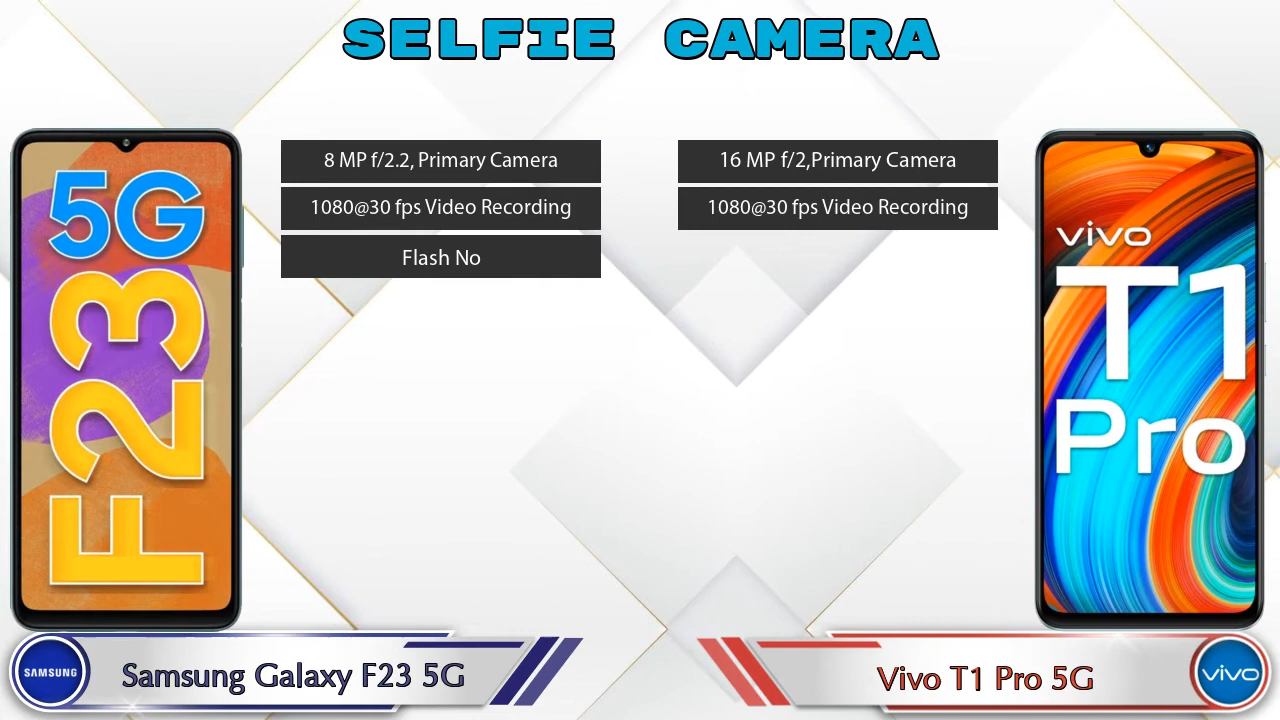 SELFIE CAMERA
8 MP f/2.2, Primary Camera
1080@30 fps Video Recording
Flash No
16 MP f/2,Primary Camera
1080@30 fps Video Recording
5G
F23
vivo
T1
Pro
SAMSUNG
Samsung Galaxy F23 5G
Vivo T1 Pro 5G
vivo